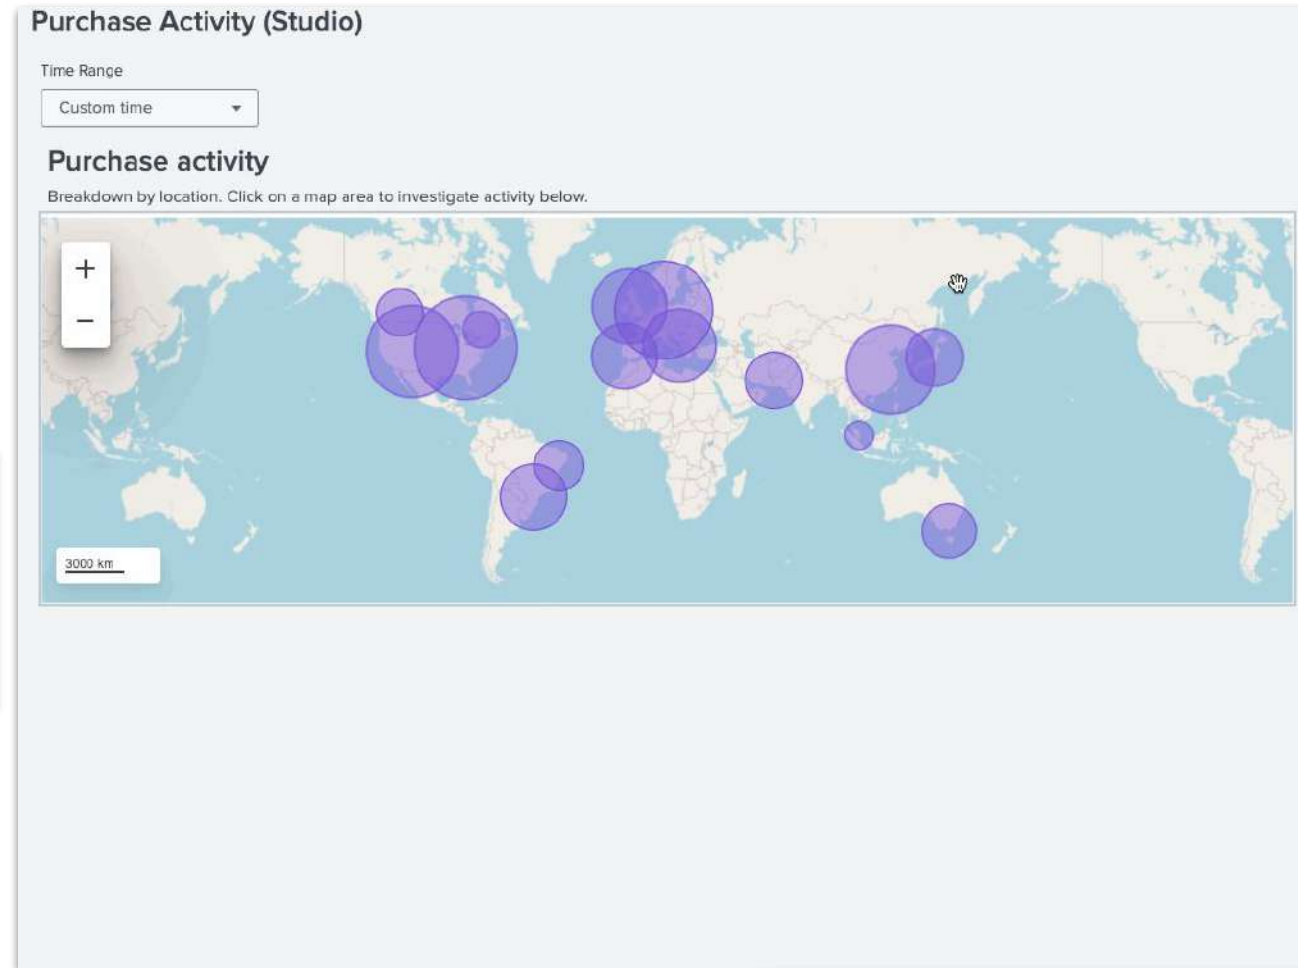 Purchase Activity (Studio)
Time Range
Custom time
Purchase activity
Breakdown by location. Click on a map area to investigate activity below.
+
−
3000 km